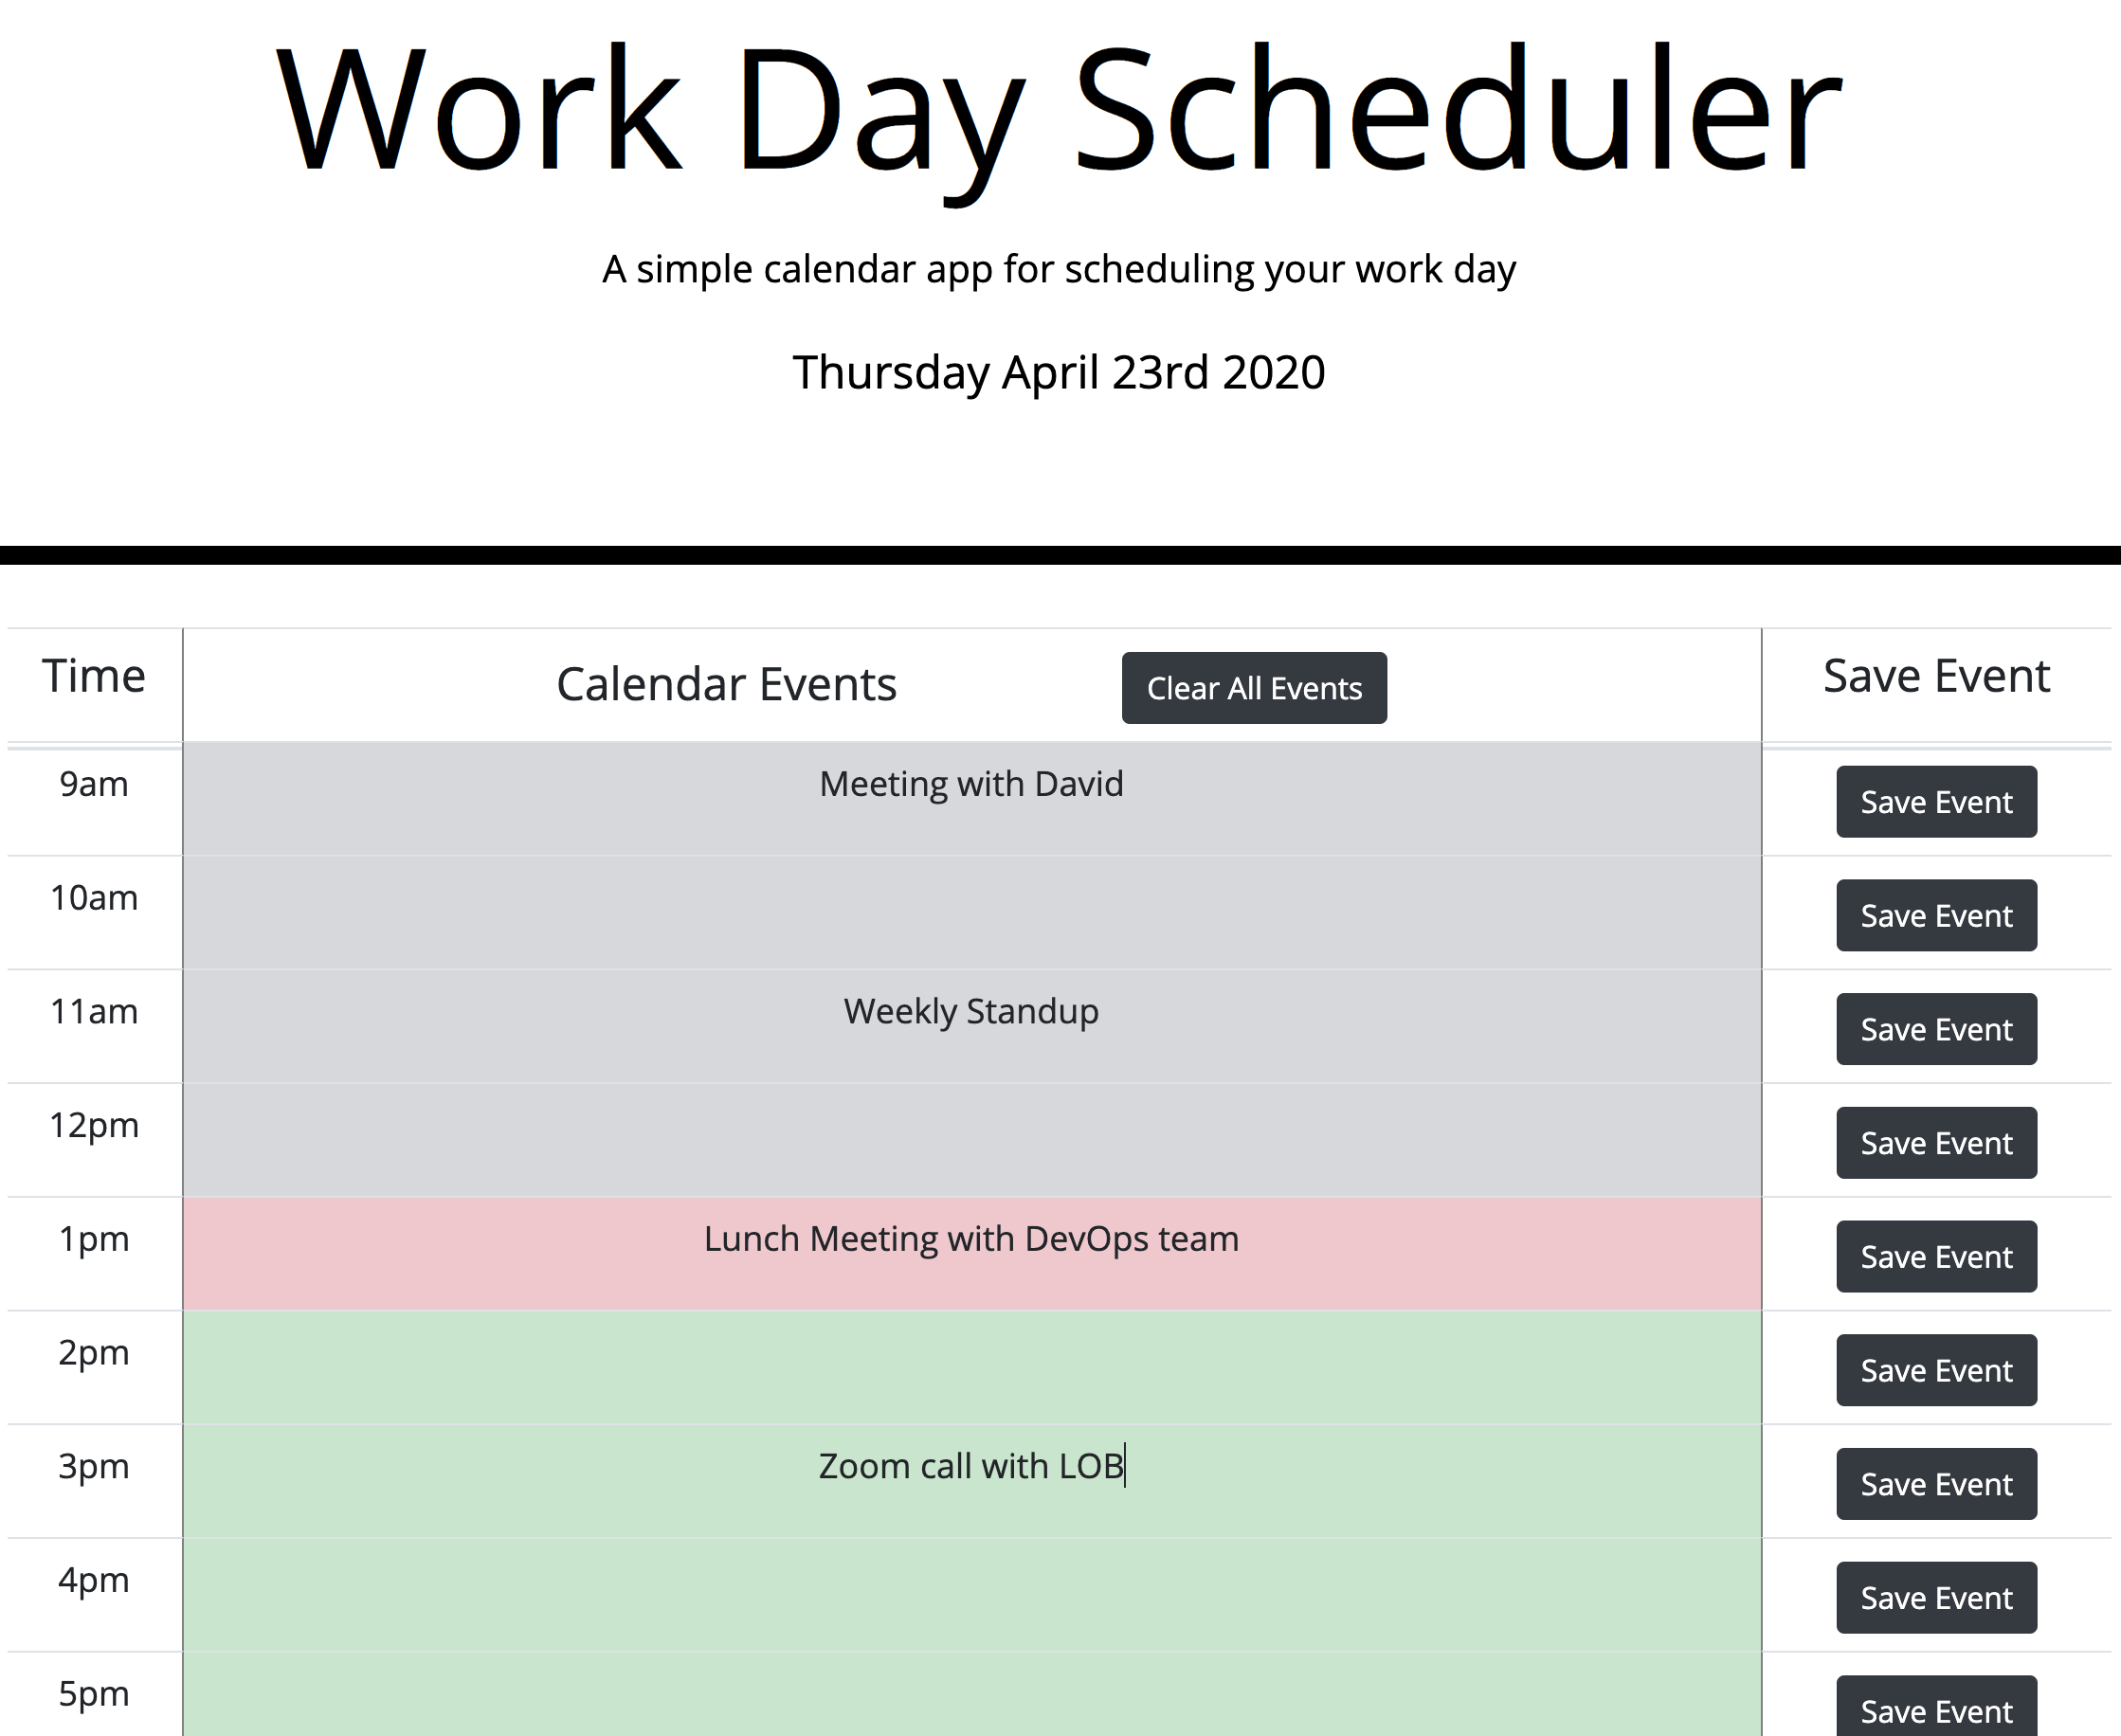 Work Day Scheduler
A simple calendar app for scheduling your work day
Thursday April 23rd 2020
Time Calendar Events Clear All Events Save Event
9am Meeting with David Save Event
10am Save Event
11am Weekly Standup Save Event
12pm Save Event
1pm Lunch Meeting with DevOps team Save Event
2pm Save Event
3pm Zoom call with LOB Save Event
4pm Save Event
5pm Save Event